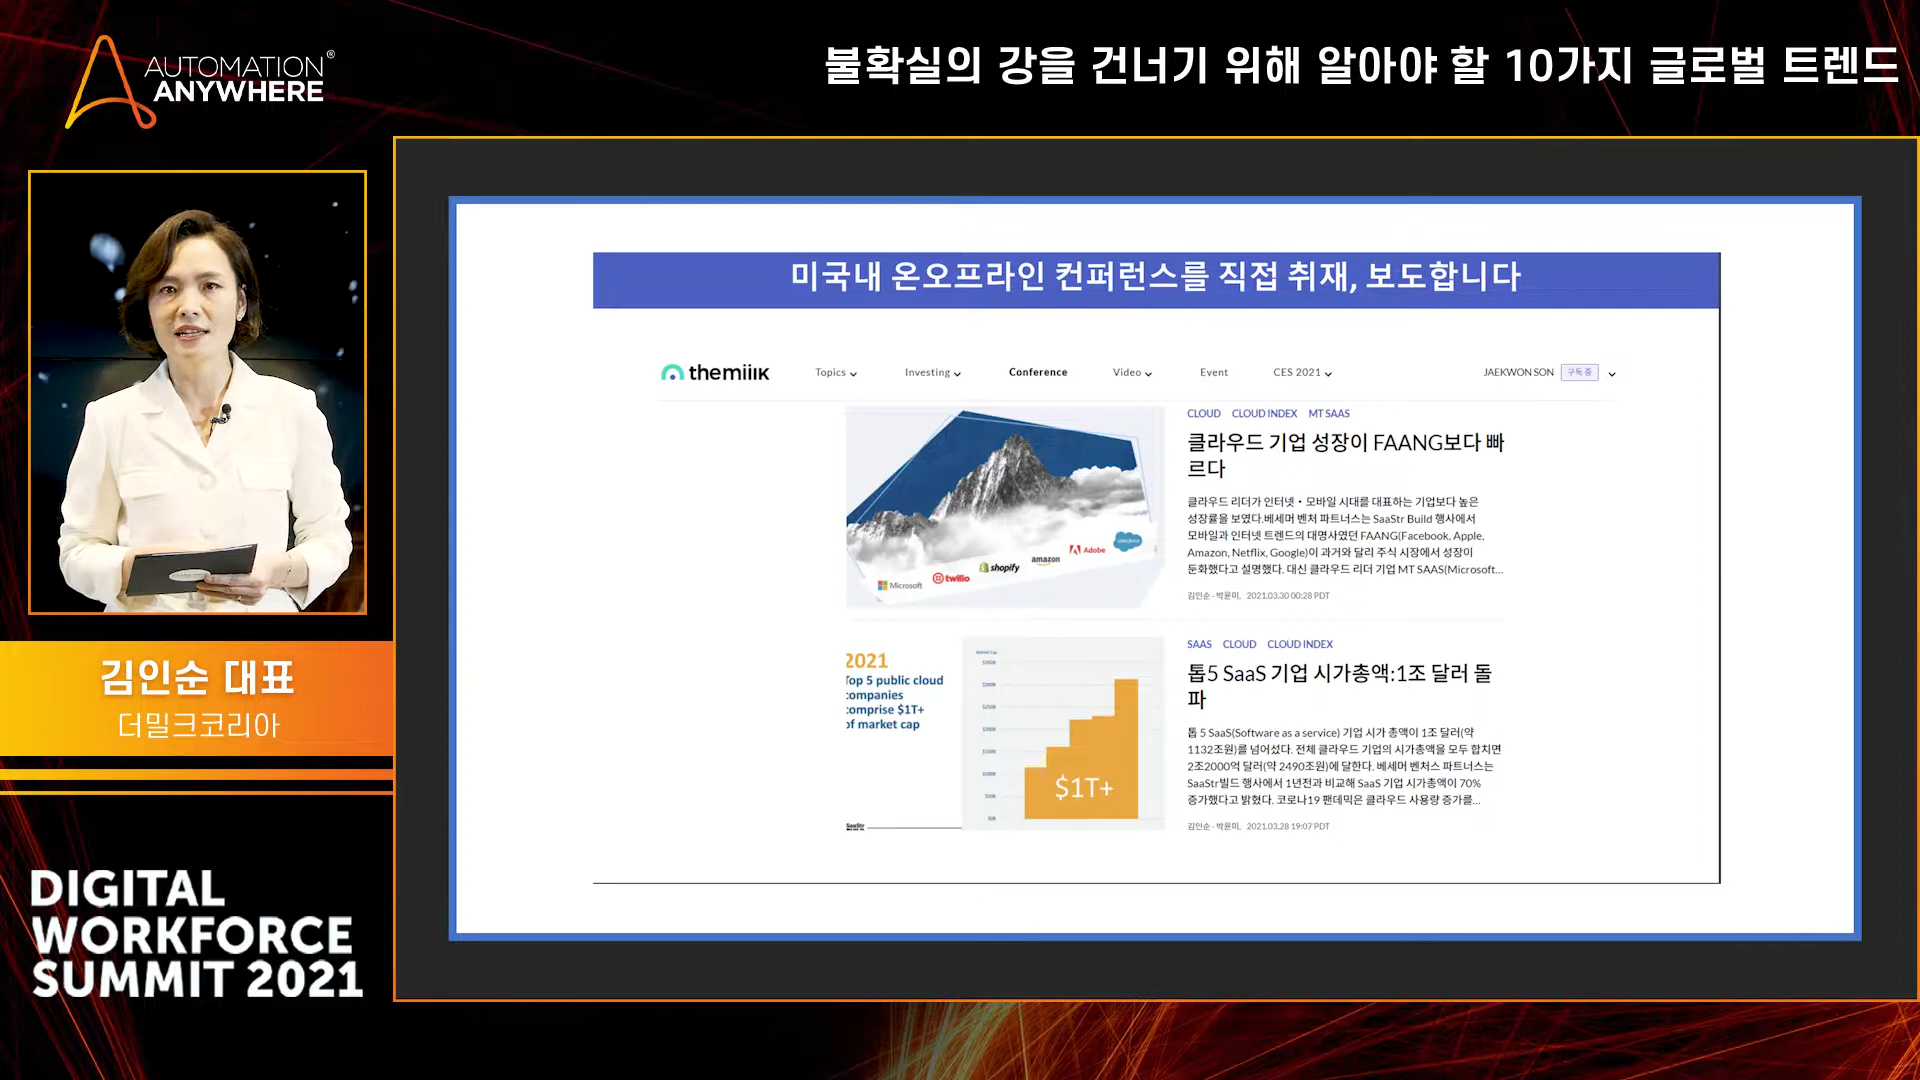 AUTOMATION®
ANYWHERE
불확실의 강을 건너기 위해 알아야 할 10가지 글로벌 트렌드
김인순 대표
더밀크코리아
DIGITAL
WORKFORCE
SUMMIT 2021
미국내 온오프라인 컨퍼런스를 직접 취재, 보도합니다
themiilk
Topics
Investing
Conference
Video
Event
CES 2021
JAEKWON SON
구독 중
Microsoft
twilio
shopify
amazon
Adobe
salesforce
CLOUD CLOUD INDEX MT SAAS
클라우드 기업 성장이 FAANG보다 빠
르다
클라우드 리더가 인터넷・모바일 시대를 대표하는 기업보다 높은
성장률을 보였다.베세머 벤처 파트너스는 SaaStr Build 행사에서
모바일과 인터넷 트렌드의 대명사였던 FAANG(Facebook, Apple,
Amazon, Netflix, Google)이 과거와 달리 주식 시장에서 성장이
둔화했다고 설명했다. 대신 클라우드 리더 기업 MT SAAS(Microsoft...
김인순 - 박윤미, 2021.03.30 00:28 PDT
2021
Top 5 public cloud
companies
comprise $1T+
of market cap
Market Cap
$1T+
SaaStr
SAAS CLOUD CLOUD INDEX
톱5 SaaS 기업 시가총액:1조 달러 돌
파
톱 5 SaaS(Software as a service) 기업 시가 총액이 1조 달러(약
1132조원)를 넘어섰다. 전체 클라우드 기업의 시가총액을 모두 합치면
2조2000억 달러(약 2490조원)에 달한다. 베세머 벤처스 파트너스는
SaaStr빌드 행사에서 1년전과 비교해 SaaS 기업 시가총액이 70%
증가했다고 밝혔다. 코로나19 팬데믹은 클라우드 사용량 증가를...
김인순 - 박윤미, 2021.03.28 19:07 PDT